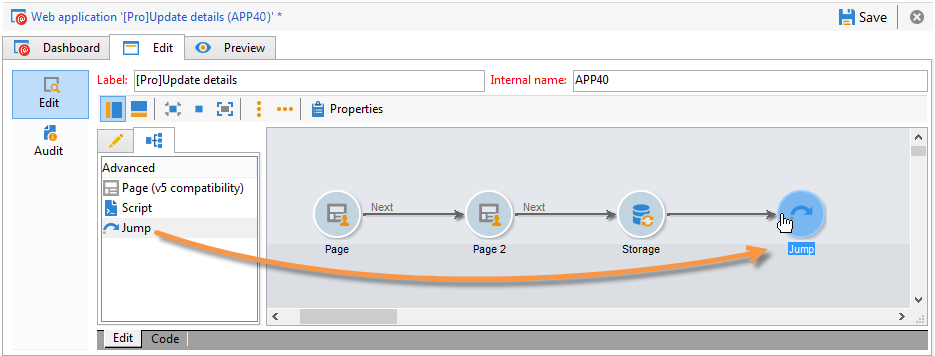 Web application '[Pro]Update details (APP40)' *
Save
Dashboard
Edit
Preview
Edit
Audit
Label:
[Pro]Update details
Internal name:
APP40
Properties
Advanced
Page (v5 compatibility)
Script
Jump
Next
Next
Page
Page 2
Storage
Jump
Edit
Code